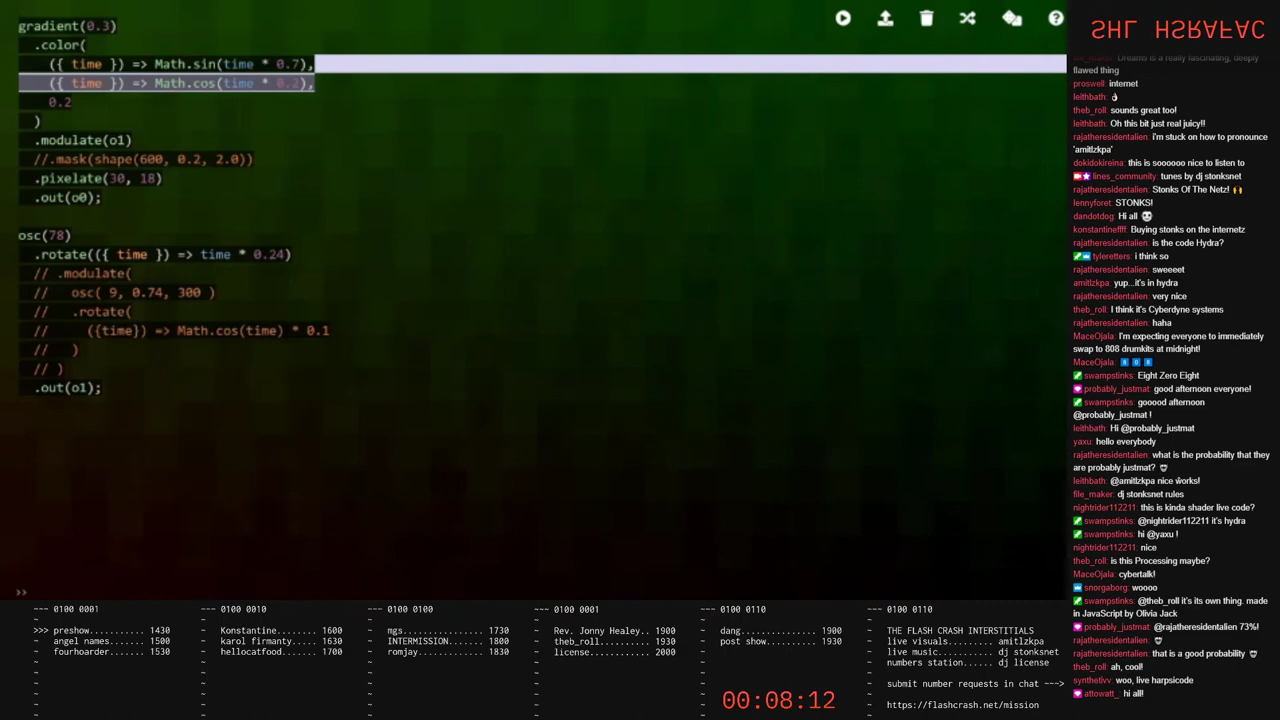 gradient(0.3)
.color(
({ time }) => Math.sin(time * 0.7),
({ time }) => Math.cos(time * 0.2),
0.2
)
.modulate(o1)
//.mask(shape(600, 0.2, 2.0))
.pixelate(30, 18)
.out(o0);
osc(78)
.rotate(({ time }) => time * 0.24)
// .modulate(
// osc( 9, 0.74, 300 )
// .rotate(
// ({time}) => Math.cos(time) * 0.1
// )
// )
.out(o1);
>>
SHL HSRAFAC
Dreams is a really fascinating, deeply
flawed thing
proswell: internet
leithbath: 👌
theb_roll: sounds great too!
leithbath: Oh this bit just real juicy!!
rajatheresidentalien: i'm stuck on how to pronounce
'amitlzkpa'
dokidokireina: this is soooooo nice to listen to
lines_community: tunes by dj stonksnet
rajatheresidentalien: Stonks Of The Netz! 🙌
lennyforet: STONKS!
dandotdog: Hi all
konstantineffff: Buying stonks on the internetz
rajatheresidentalien: is the code Hydra?
tyleretters: i think so
rajatheresidentalien: sweeeet
amitlzkpa: yup...it's in hydra
rajatheresidentalien: very nice
theb_roll: I think it's Cyberdyne systems
rajatheresidentalien: haha
MaceOjala: I'm expecting everyone to immediately
swap to 808 drumkits at midnight!
MaceOjala: 8 0 8
swampstinks: Eight Zero Eight
probably_justmat: good afternoon everyone!
swampstinks: gooood afternoon
@probably_justmat !
leithbath: Hi @probably_justmat
yaxu: hello everybody
rajatheresidentalien: what is the probability that they
are probably justmat?
leithbath: @amitlzkpa nice works!
file_maker: dj stonksnet rules
nightrider112211: this is kinda shader live code?
swampstinks: @nightrider112211 it's hydra
swampstinks: hi @yaxu !
nightrider112211: nice
theb_roll: is this Processing maybe?
MaceOjala: cybertalk!
snorgaborg: woooo
swampstinks: @theb_roll it's its own thing. made
in JavaScript by Olivia Jack
probably_justmat: @rajatheresidentalien 73%!
rajatheresidentalien:
rajatheresidentalien: that is a good probability
theb_roll: ah, cool!
synthetivv: woo, live harpsicode
attowatt_: hi all!
~~~ 0100 0001
~
>>> preshow.......... 1430
~ angel names...... 1500
~ fourhoarder...... 1530
~
~
~
~
~
~~~ 0100 0010
~
~ Konstantine...... 1600
~ karol firmanty... 1630
~ hellocatfood..... 1700
~
~
~
~
~
~~~ 0100 0100
~
~ mgs.............. 1730
~ INTERMISSION..... 1800
~ romjay........... 1830
~
~
~
~
~
~~~ 0100 0001
~
~ Rev. Jonny Healey.. 1900
~ theb_roll........ 1930
~ license.......... 2000
~
~
~
~
~
~~~ 0100 0110
~
~ dang............. 1900
~ post show........ 1930
~
~
~
~
~
~
00:08:12
~~~ 0100 0110
~
~ THE FLASH CRASH INTERSTITIALS
~ live visuals..... amitlzkpa
~ live music....... dj stonksnet
~ numbers station.. dj license
~
~ submit number requests in chat ~~~>
~
~ https://flashcrash.net/mission